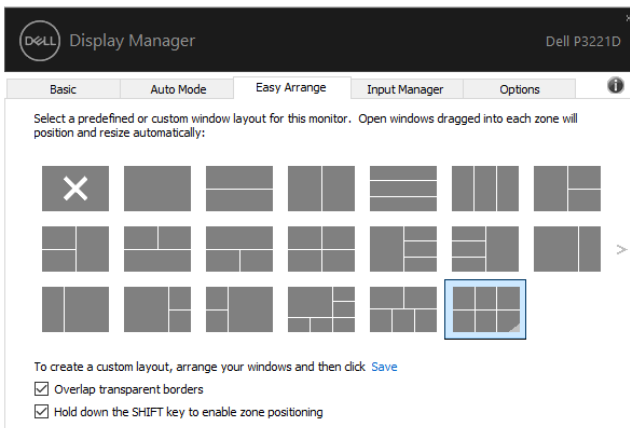 DELL Display Manager
Dell P3221D
Basic Auto Mode Easy Arrange Input Manager Options
Select a predefined or custom window layout for this monitor. Open windows dragged into each zone will
position and resize automatically:
To create a custom layout, arrange your windows and then click Save
Overlap transparent borders
Hold down the SHIFT key to enable zone positioning